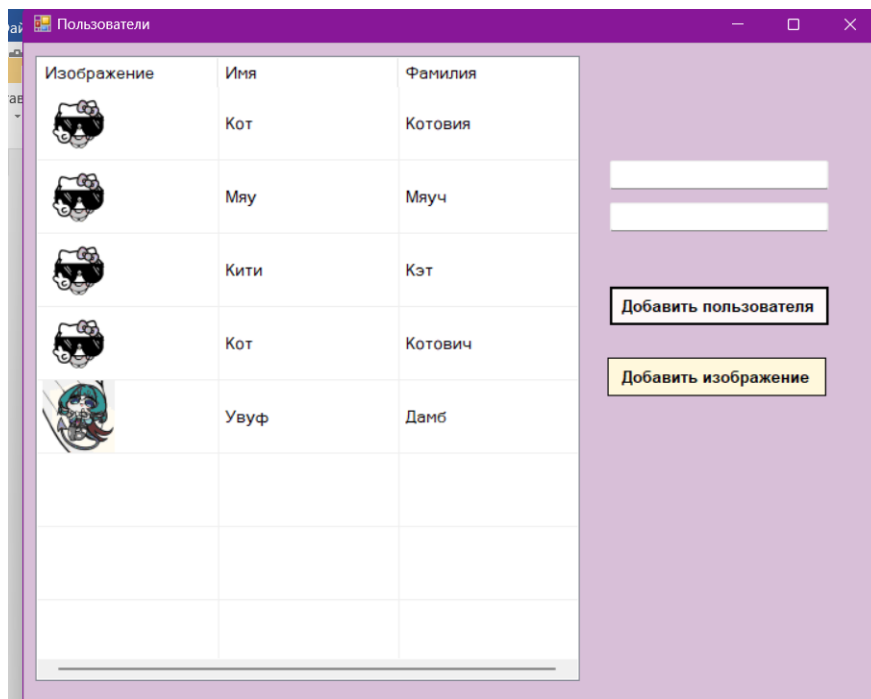 Пользователи
Изображение Имя Фамилия
Кот Котовия
Мяу Мяуч
Кити Кэт
Кот Котович
Увуф Дамб
Добавить пользователя
Добавить изображение